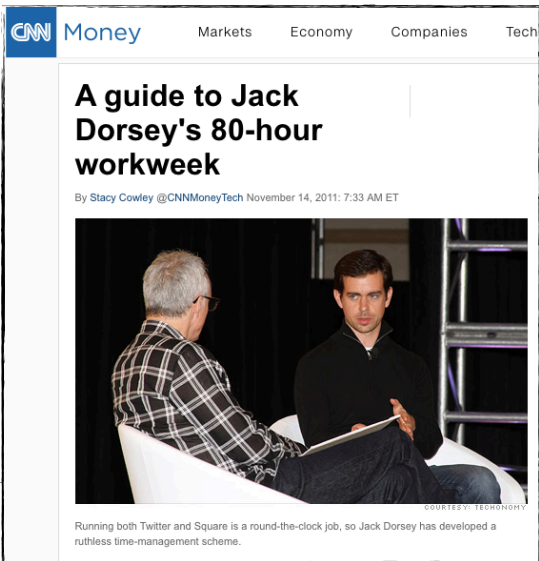 CNN Money Markets Economy Companies Tech
A guide to Jack
Dorsey's 80-hour
workweek
By Stacy Cowley @CNNMoneyTech November 14, 2011: 7:33 AM ET
COURTESY: TECHONOMY
Running both Twitter and Square is a round-the-clock job, so Jack Dorsey has developed a
ruthless time-management scheme.